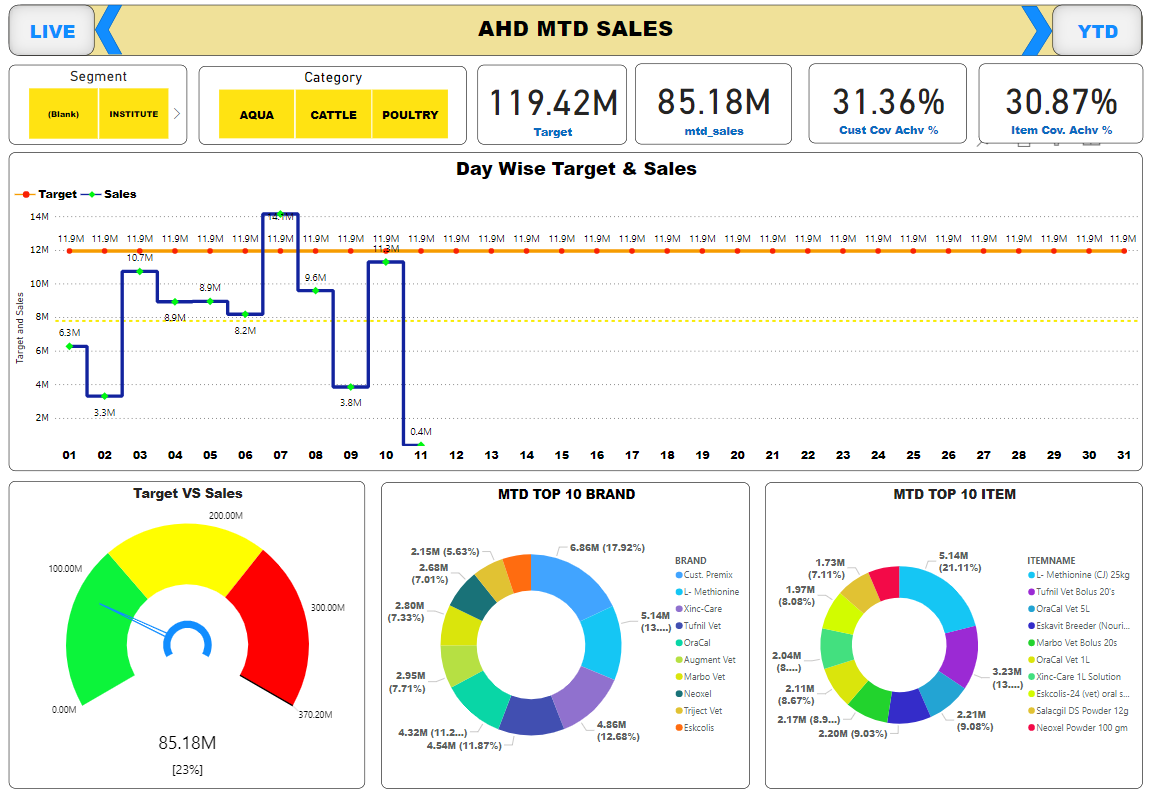 LIVE
AHD MTD SALES
YTD
Segment
(Blank) INSTITUTE
Category
AQUA CATTLE POULTRY
119.42M
Target
85.18M
mtd_sales
31.36%
Cust Cov Achv %
30.87%
Item Cov. Achv %
Day Wise Target & Sales
Target Sales
Target and Sales
14M
12M
10M
8M
6M
4M
2M
11.9M 11.9M 11.9M 11.9M 11.9M 11.9M 11.9M 11.9M 11.9M 11.9M 11.9M 11.9M 11.9M 11.9M 11.9M 11.9M 11.9M 11.9M 11.9M 11.9M 11.9M 11.9M 11.9M 11.9M 11.9M 11.9M 11.9M 11.9M 11.9M 11.9M 11.9M
6.3M 3.3M 10.7M 8.9M 8.9M 8.2M 14.1M 9.6M 3.8M 11.3M 0.4M
01 02 03 04 05 06 07 08 09 10 11 12 13 14 15 16 17 18 19 20 21 22 23 24 25 26 27 28 29 30 31
Target VS Sales
0.00M
100.00M
200.00M
300.00M
370.20M
85.18M
[23%]
MTD TOP 10 BRAND
6.86M (17.92%)
5.14M
(13....)
4.86M
(12.68%)
4.54M (11.87%)
4.32M (11.2...)
2.95M
(7.71%)
2.80M
(7.33%)
2.68M
(7.01%)
2.15M (5.63%)
BRAND
Cust. Premix
L- Methionine
Xinc-Care
Tufnil Vet
OraCal
Augment Vet
Marbo Vet
Neoxel
Triject Vet
Eskcolis
MTD TOP 10 ITEM
5.14M
(21.11%)
3.23M
(13....)
2.21M
(9.08%)
2.20M (9.03%)
2.17M (8.9...)
2.11M
(8.67%)
2.04M
(8....)
1.97M
(8.08%)
1.73M
(7.11%)
ITEMNAME
L- Methionine (CJ) 25kg
Tufnil Vet Bolus 20's
OraCal Vet 5L
Eskavit Breeder (Nouri...
Marbo Vet Bolus 20s
OraCal Vet 1L
Xinc-Care 1L Solution
Eskcolis-24 (vet) oral s...
Salacgil DS Powder 12g
Neoxel Powder 100 gm